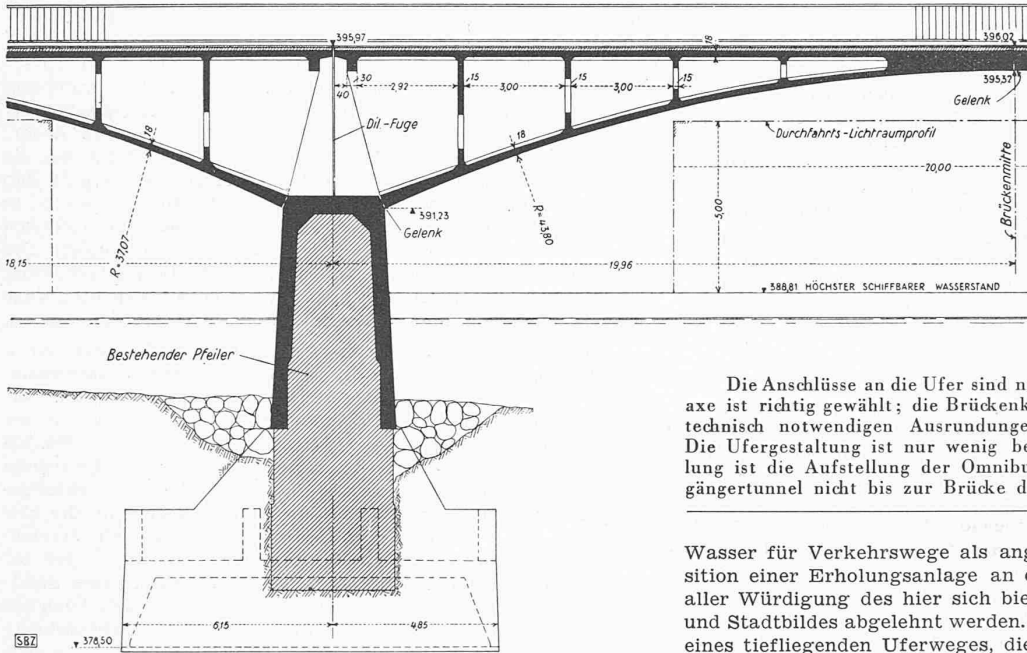 395,97
18
396,02
395,37
Gelenk
30
40
2,92
15
3,00
15
3,00
15
Dil.-Fuge
18
18
Durchfahrts-Lichtraumprofil
20,00
5,00
Brückenmitte
391,23
Gelenk
R=37,07
R=43,80
18,15
19,96
388,81 HÖCHSTER SCHIFFBARER WASSERSTAND
Bestehender Pfeiler
6,15
4,85
SBZ
378,50
Die Anschlüsse an die Ufer sind n
axe ist richtig gewählt; die Brückenk
technisch notwendigen Ausrundunge
Die Ufergestaltung ist nur wenig be
lung ist die Aufstellung der Omnibu
gängertunnel nicht bis zur Brücke d
Wasser für Verkehrswege als ang
sition einer Erholungsanlage an
aller Würdigung des hier sich bie
und Stadtbildes abgelehnt werden.
eines tiefliegenden Uferweges, die